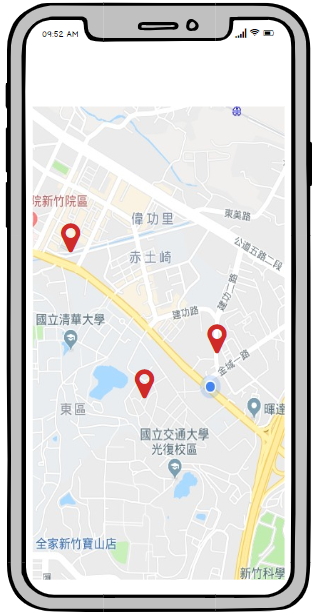 09:52 AM
院新竹院區
偉功里
東美路
公道五路二段
赤土崎
建功一路
建功路
國立清華大學
金城一路
東區
暉達
國立交通大學
光復校區
全家新竹寶山店
新竹科學